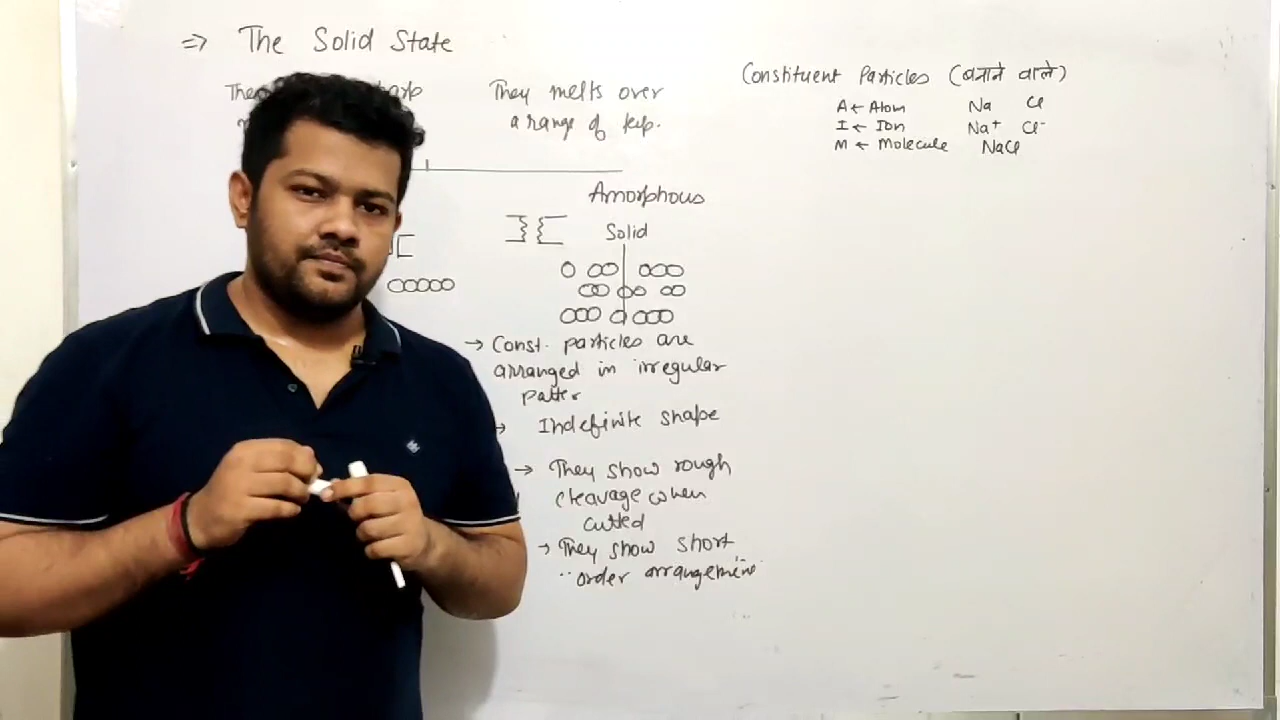 => The Solid State
They melts over
a range of temp.
Amorphous
Solid
→ Const. particles are
arranged in irregular
patter
→ Indefinite shape
→ They show rough
cleavage when
cutted
→ They show short
order arrangement
Constituent Particles (बनाने वाले)
A ← Atom Na Cl
I ← Ion Na⁺ Cl⁻
M ← Molecule NaCl